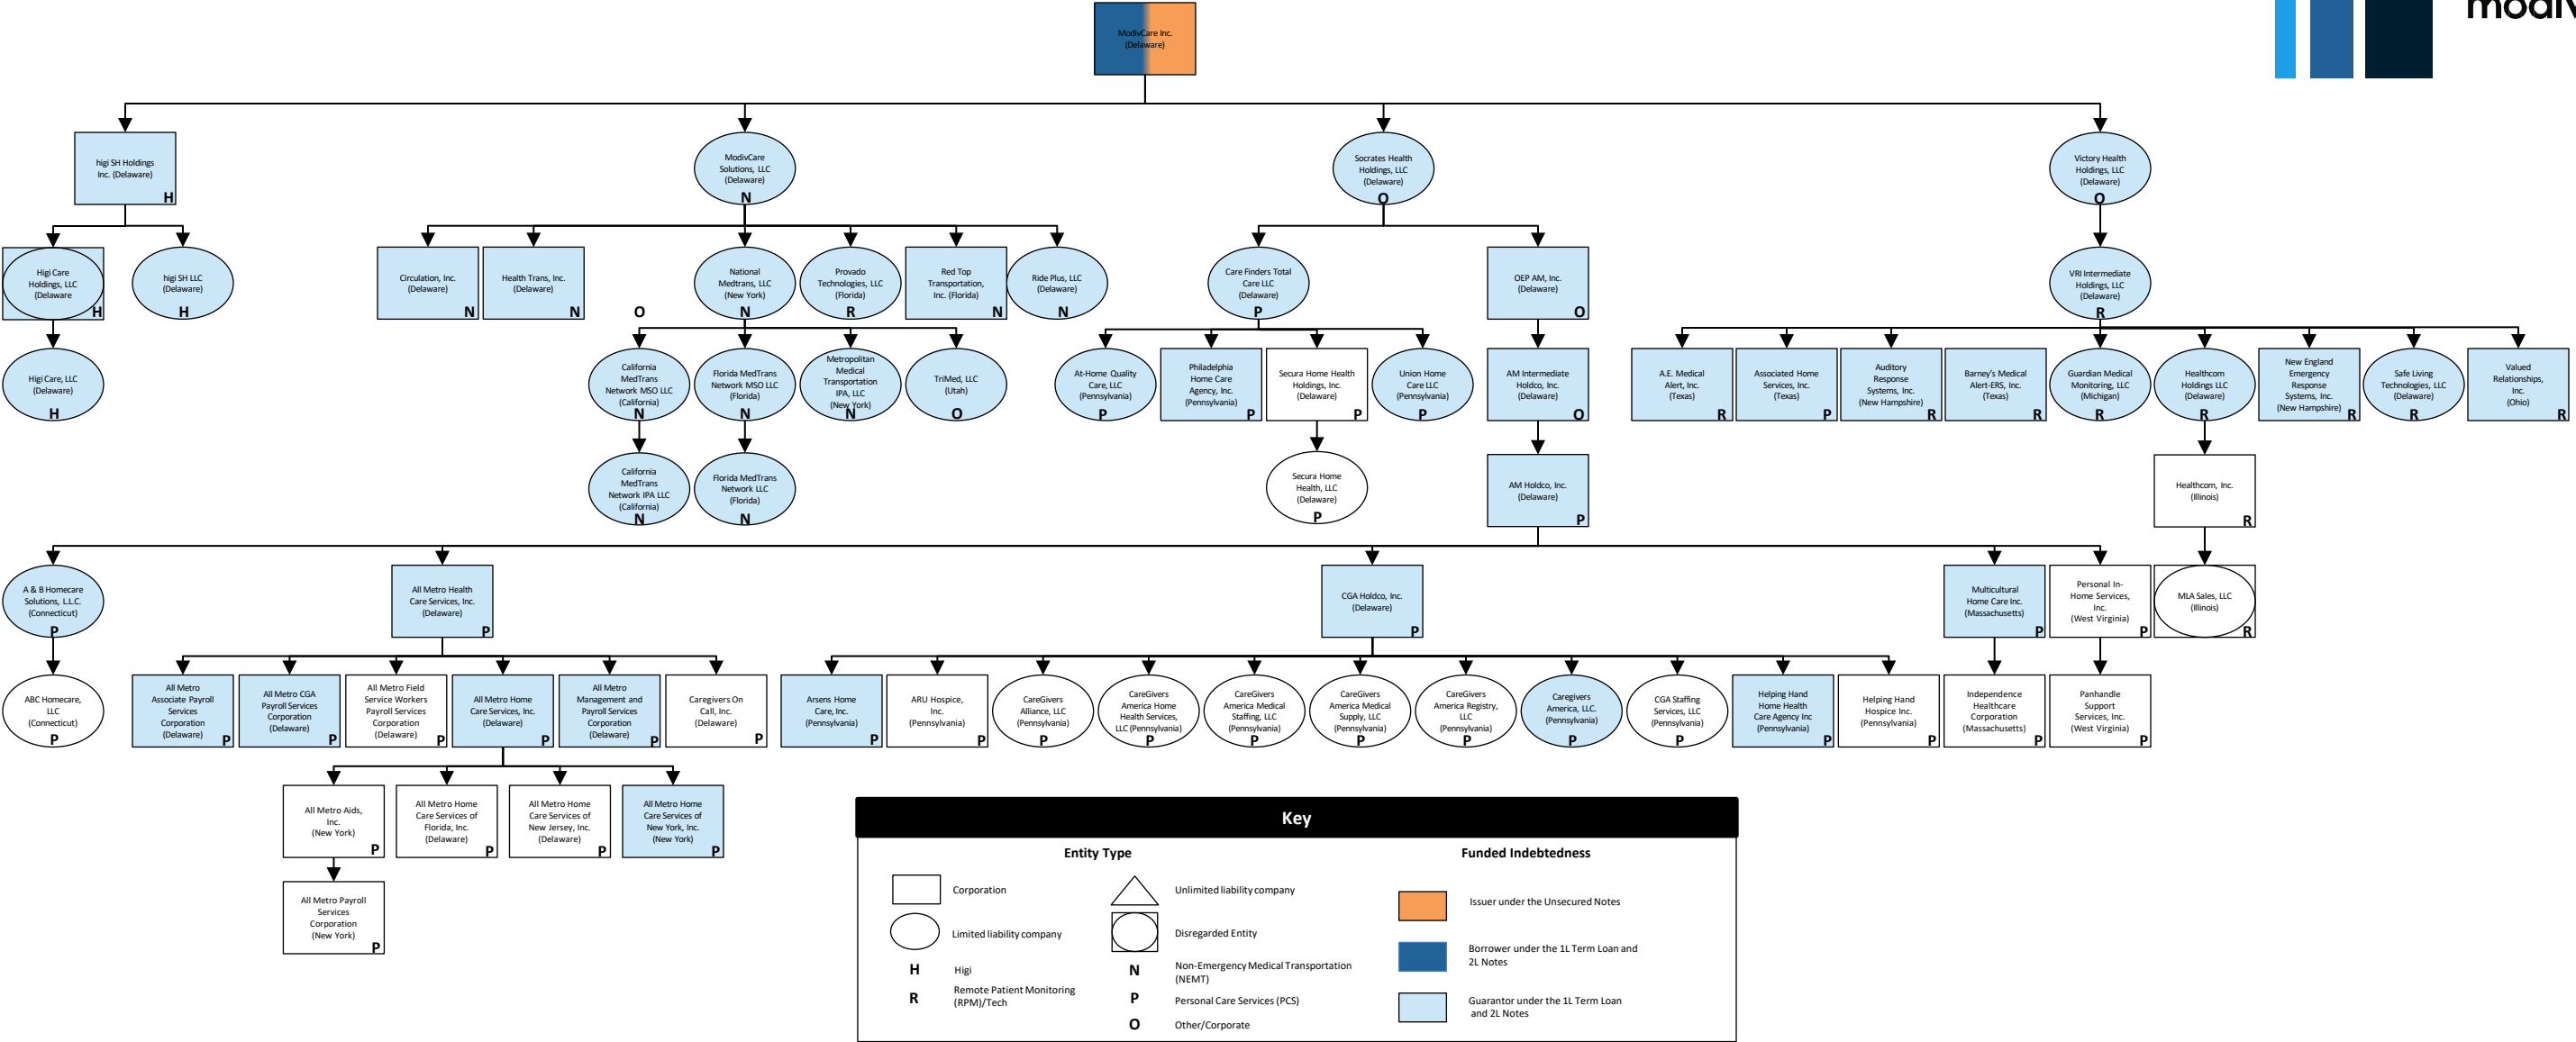 modiv
ModivCare Inc.
(Delaware)
higi SH Holdings
Inc. (Delaware)
H
ModivCare
Solutions, LLC
(Delaware)
N
Socrates Health
Holdings, LLC
(Delaware)
O
Victory Health
Holdings, LLC
(Delaware)
O
Higi Care
Holdings, LLC
(Delaware
H
higi SH LLC
(Delaware)
H
Circulation, Inc.
(Delaware)
N
Health Trans, Inc.
(Delaware)
N
O
National
Medtrans, LLC
(New York)
N
Provado
Technologies, LLC
(Florida)
R
Red Top
Transportation,
Inc. (Florida)
N
Ride Plus, LLC
(Delaware)
N
Care Finders Total
Care LLC
(Delaware)
P
OEP AM, Inc.
(Delaware)
O
VRI Intermediate
Holdings, LLC
(Delaware)
R
Higi Care, LLC
(Delaware)
H
California
MedTrans
Network MSO LLC
(California)
N
Florida MedTrans
Network MSO LLC
(Florida)
N
Metropolitan
Medical
Transportation
IPA, LLC
(New York)
N
TriMed, LLC
(Utah)
O
At-Home Quality
Care, LLC
(Pennsylvania)
P
Philadelphia
Home Care
Agency, Inc.
(Pennsylvania)
P
Secura Home Health
Holdings, Inc.
(Delaware)
P
Union Home
Care LLC
(Pennsylvania)
P
AM Intermediate
Holdco, Inc.
(Delaware)
O
A.E. Medical
Alert, Inc.
(Texas)
R
Associated Home
Services, Inc.
(Texas)
P
Auditory
Response
Systems, Inc.
(New Hampshire)
R
Barney's Medical
Alert-ERS, Inc.
(Texas)
R
Guardian Medical
Monitoring, LLC
(Michigan)
R
Healthcom
Holdings LLC
(Delaware)
R
New England
Emergency
Response
Systems, Inc.
(New Hampshire)
R
Safe Living
Technologies, LLC
(Delaware)
R
Valued
Relationships,
Inc.
(Ohio)
R
California
MedTrans
Network IPA LLC
(California)
N
Florida MedTrans
Network LLC
(Florida)
N
Secura Home
Health, LLC
(Delaware)
P
AM Holdco, Inc.
(Delaware)
P
Healthcom, Inc.
(Illinois)
R
A & B Homecare
Solutions, L.L.C.
(Connecticut)
P
All Metro Health
Care Services, Inc.
(Delaware)
P
CGA Holdco, Inc.
(Delaware)
P
Multicultural
Home Care Inc.
(Massachusetts)
P
Personal In-
Home Services,
Inc.
(West Virginia)
P
MLA Sales, LLC
(Illinois)
R
ABC Homecare,
LLC
(Connecticut)
P
All Metro
Associate Payroll
Services
Corporation
(Delaware)
P
All Metro CGA
Payroll Services
Corporation
(Delaware)
P
All Metro Field
Service Workers
Payroll Services
Corporation
(Delaware)
P
All Metro Home
Care Services, Inc.
(Delaware)
P
All Metro
Management and
Payroll Services
Corporation
(Delaware)
P
Caregivers On
Call, Inc.
(Delaware)
P
Arsens Home
Care, Inc.
(Pennsylvania)
P
ARU Hospice,
Inc.
(Pennsylvania)
P
CareGivers
Alliance, LLC
(Pennsylvania)
P
CareGivers
America Home
Health Services,
LLC (Pennsylvania)
P
CareGivers
America Medical
Staffing, LLC
(Pennsylvania)
P
CareGivers
America Medical
Supply, LLC
(Pennsylvania)
P
CareGivers
America Registry,
LLC
(Pennsylvania)
P
Caregivers
America, LLC.
(Pennsylvania)
P
CGA Staffing
Services, LLC
(Pennsylvania)
P
Helping Hand
Home Health
Care Agency Inc
(Pennsylvania)
P
Helping Hand
Hospice Inc.
(Pennsylvania)
P
Independence
Healthcare
Corporation
(Massachusetts)
P
Panhandle
Support
Services, Inc.
(West Virginia)
P
All Metro Aids,
Inc.
(New York)
P
All Metro Home
Care Services of
Florida, Inc.
(Delaware)
P
All Metro Home
Care Services of
New Jersey, Inc.
(Delaware)
P
All Metro Home
Care Services of
New York, Inc.
(New York)
P
All Metro Payroll
Services
Corporation
(New York)
P
Key
Entity Type
Funded Indebtedness
Corporation
Unlimited liability company
Issuer under the Unsecured Notes
Limited liability company
Disregarded Entity
Borrower under the 1L Term Loan and
2L Notes
H Higi
N Non-Emergency Medical Transportation
(NEMT)
R Remote Patient Monitoring
(RPM)/Tech
P Personal Care Services (PCS)
Guarantor under the 1L Term Loan
and 2L Notes
O Other/Corporate